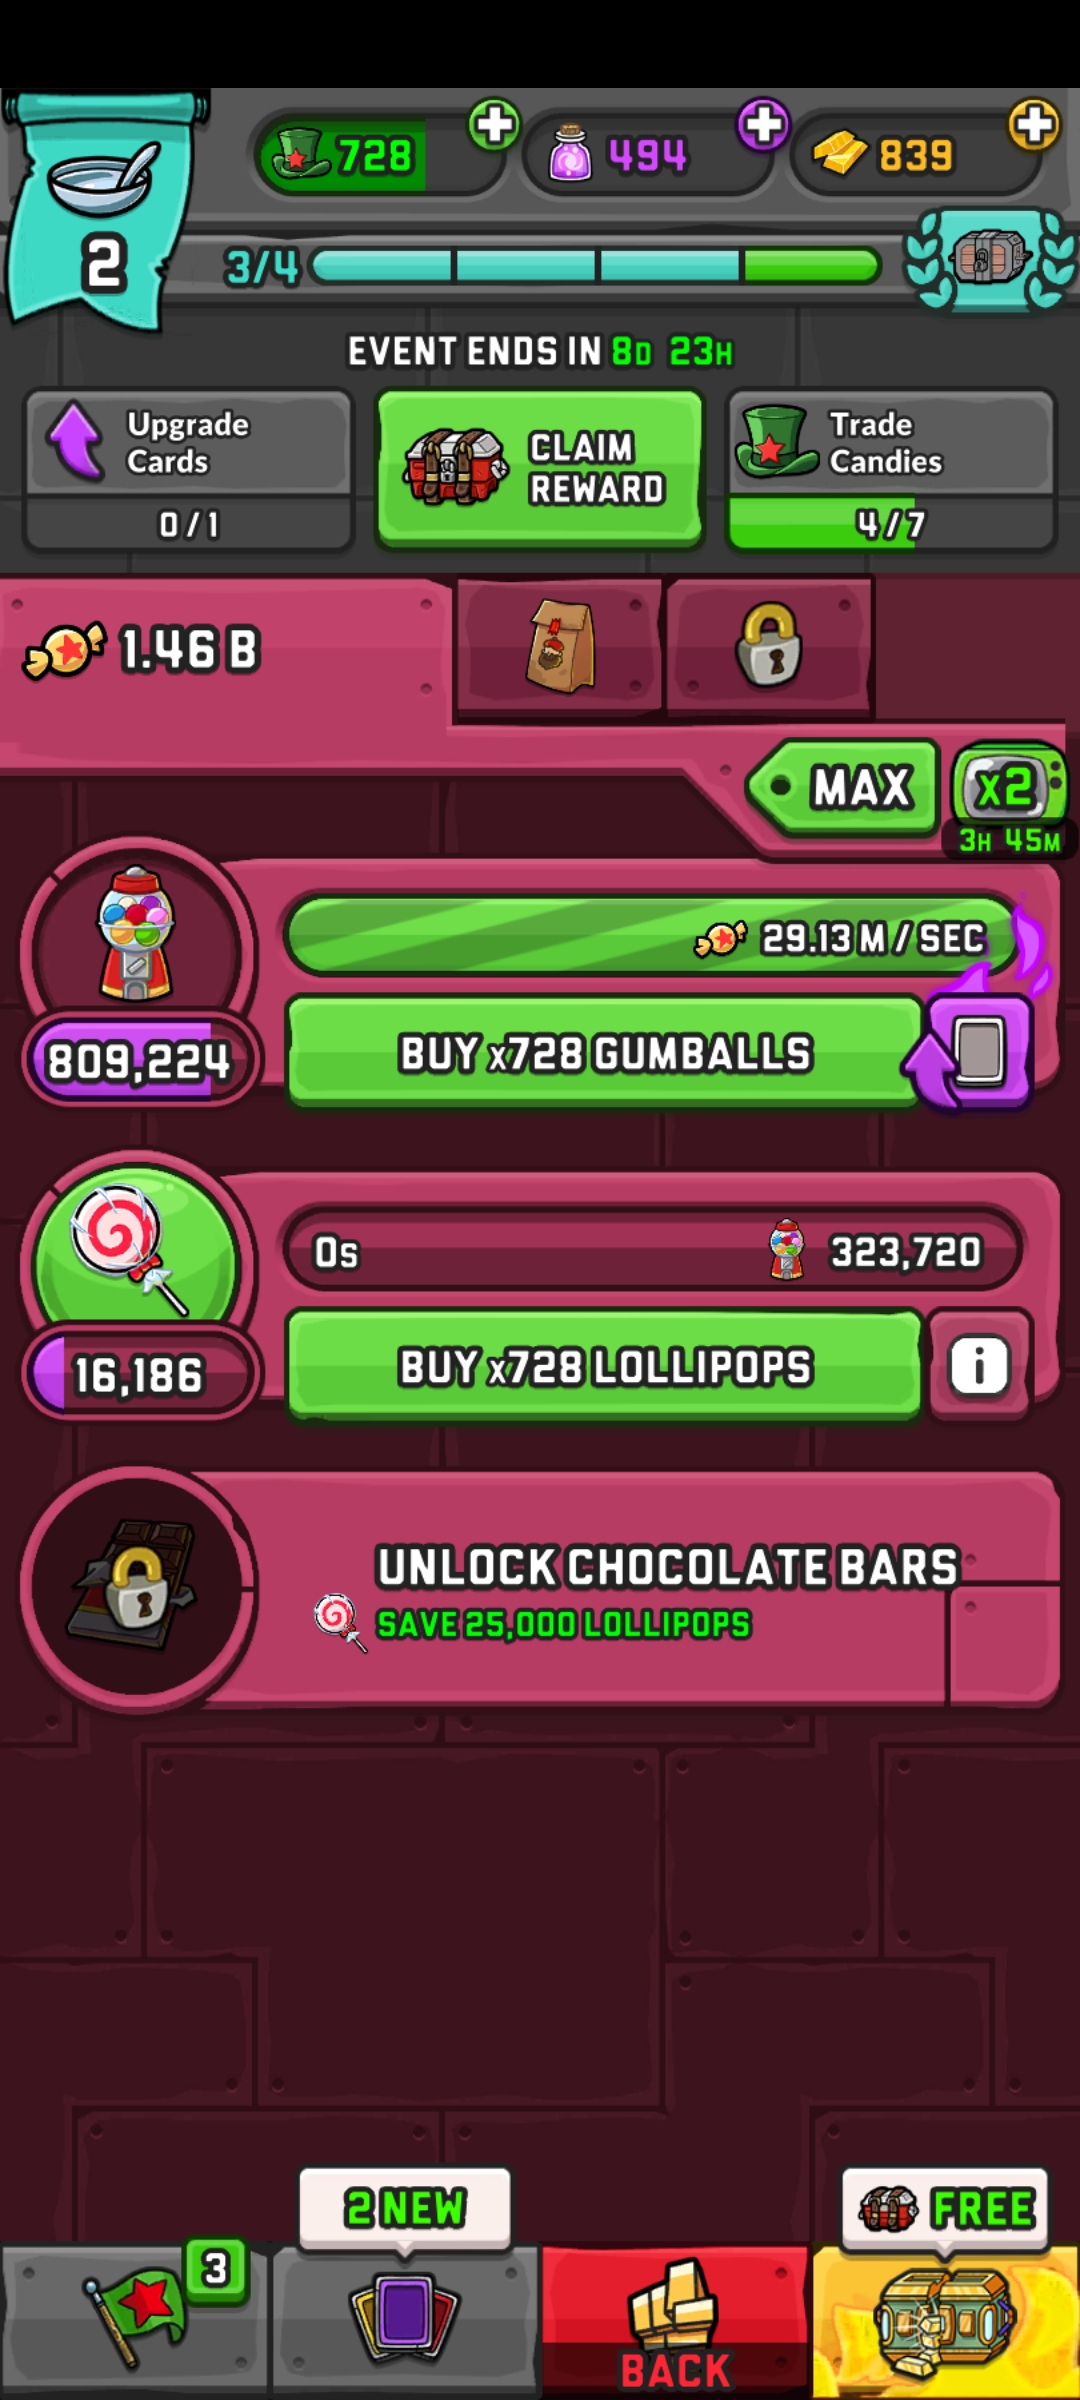 728
494
839
2
3/4
EVENT ENDS IN 8D 23H
Upgrade
Cards
0/1
CLAIM
REWARD
Trade
Candies
4/7
1.46 B
MAX
x2
3H 45M
29.13 M / SEC
809,224
BUY x728 GUMBALLS
0s
323,720
16,186
BUY x728 LOLLIPOPS
i
UNLOCK CHOCOLATE BARS
SAVE 25,000 LOLLIPOPS
2 NEW
FREE
3
BACK